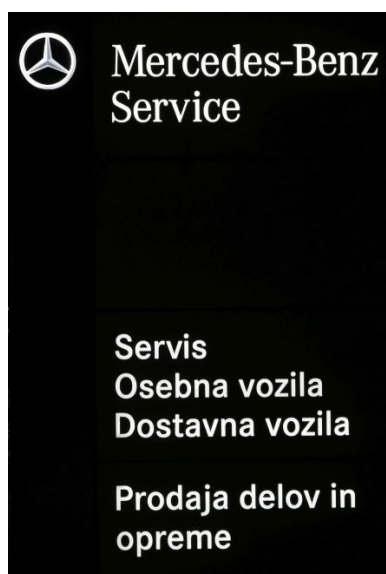 Mercedes-Benz
Service
Servis
Osebna vozila
Dostavna vozila
Prodaja delov in
opreme